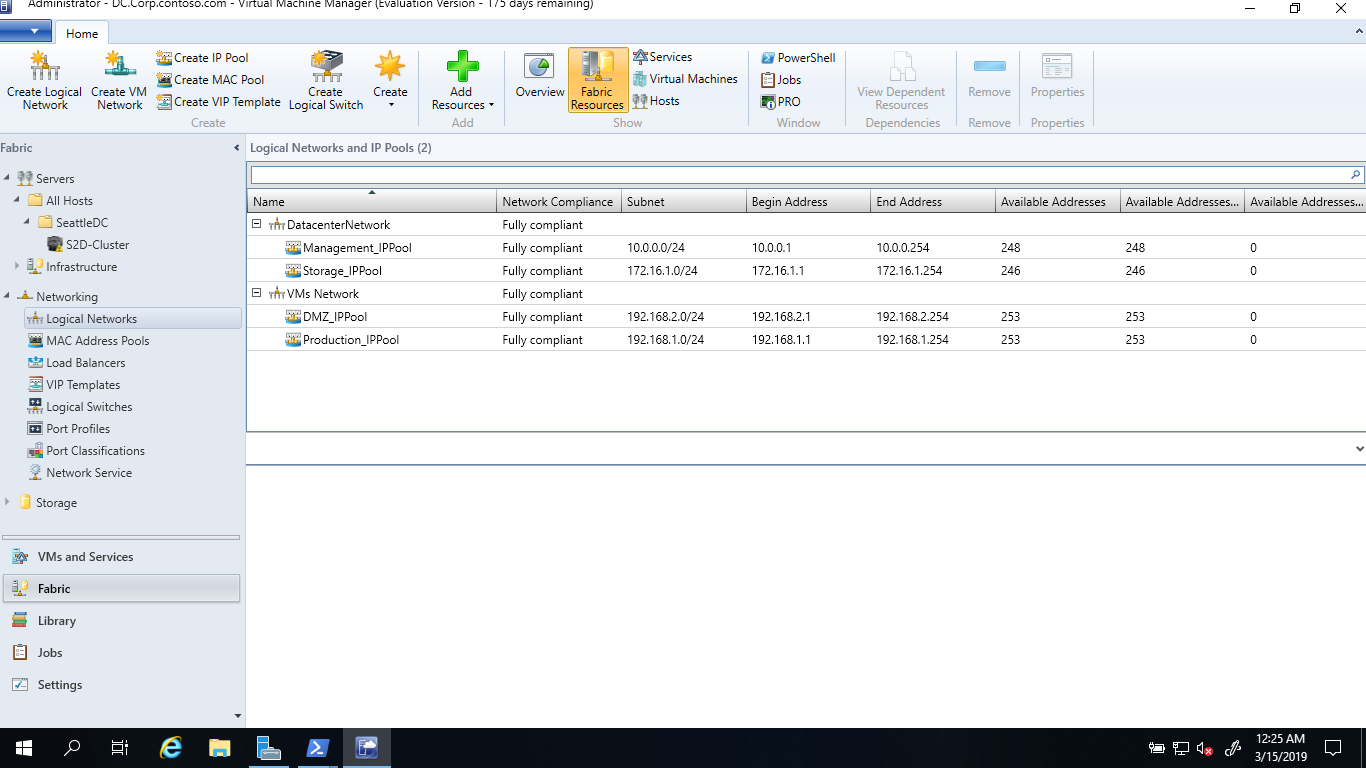 Administrator - DC.Corp.contoso.com - Virtual Machine Manager (Evaluation Version - 175 days remaining)
Home
Create Logical Network
Create VM Network
Create IP Pool
Create MAC Pool
Create VIP Template
Create Logical Switch
Create
Create
Add Resources
Add
Overview
Fabric Resources
Services
Virtual Machines
Hosts
Show
PowerShell
Jobs
PRO
Window
View Dependent Resources
Dependencies
Remove
Remove
Properties
Properties
Fabric
Servers
All Hosts
SeattleDC
S2D-Cluster
Infrastructure
Networking
Logical Networks
MAC Address Pools
Load Balancers
VIP Templates
Logical Switches
Port Profiles
Port Classifications
Network Service
Storage
VMs and Services
Fabric
Library
Jobs
Settings
Logical Networks and IP Pools (2)
Name Network Compliance Subnet Begin Address End Address Available Addresses Available Addresses... Available Addresses...
DatacenterNetwork Fully compliant
Management_IPPool Fully compliant 10.0.0.0/24 10.0.0.1 10.0.0.254 248 248 0
Storage_IPPool Fully compliant 172.16.1.0/24 172.16.1.1 172.16.1.254 246 246 0
VMs Network Fully compliant
DMZ_IPPool Fully compliant 192.168.2.0/24 192.168.2.1 192.168.2.254 253 253 0
Production_IPPool Fully compliant 192.168.1.0/24 192.168.1.1 192.168.1.254 253 253 0
12:25 AM
3/15/2019